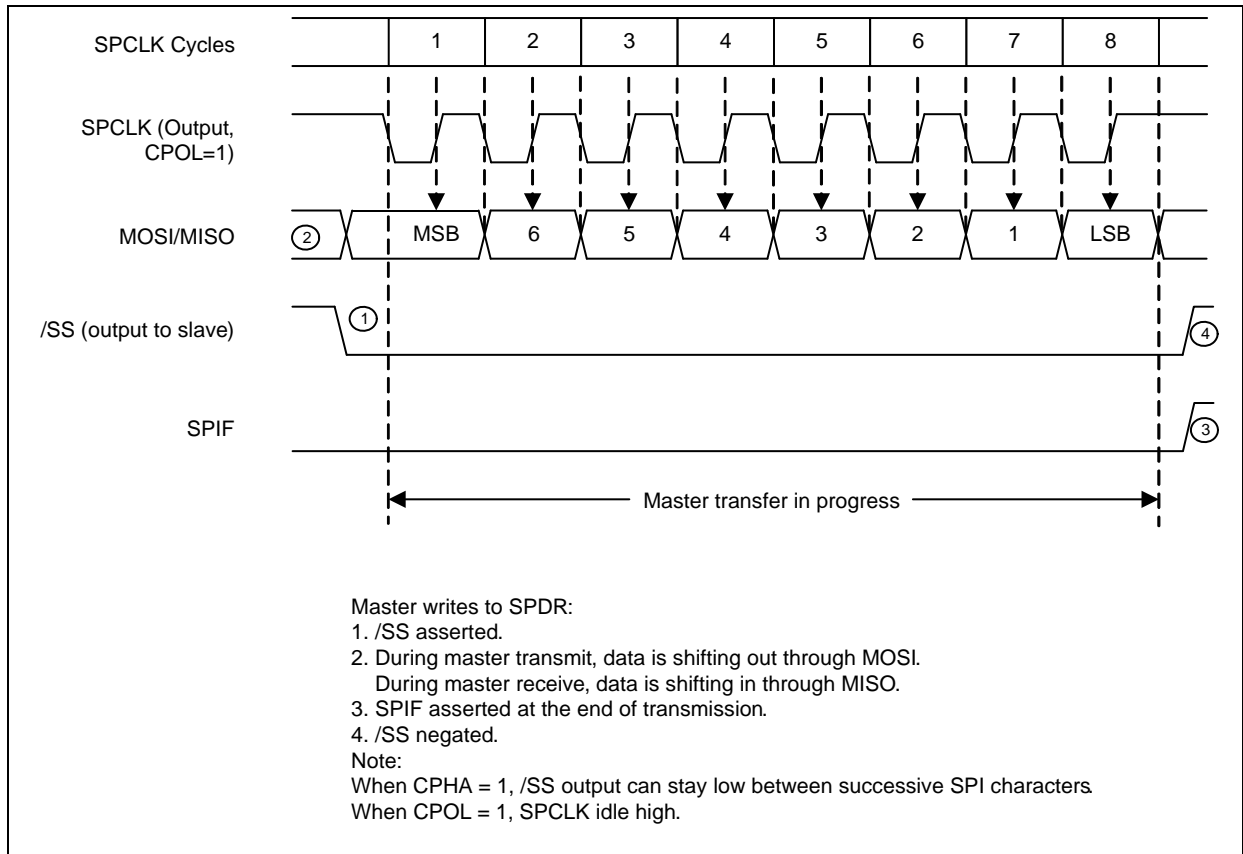 SPCLK Cycles
1 2 3 4 5 6 7 8
SPCLK (Output,
CPOL=1)
MOSI/MISO
2 MSB 6 5 4 3 2 1 LSB
/SS (output to slave)
1
4
SPIF
3
Master transfer in progress
Master writes to SPDR:
1. /SS asserted.
2. During master transmit, data is shifting out through MOSI.
During master receive, data is shifting in through MISO.
3. SPIF asserted at the end of transmission.
4. /SS negated.
Note:
When CPHA = 1, /SS output can stay low between successive SPI characters.
When CPOL = 1, SPCLK idle high.